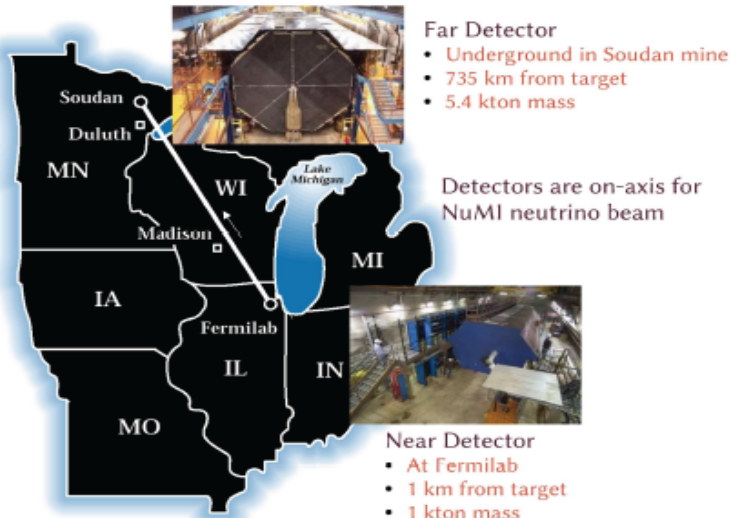 Far Detector
• Underground in Soudan mine
• 735 km from target
• 5.4 kton mass
Soudan
Duluth
MN
WI
Lake
Michigan
Detectors are on-axis for
NuMI neutrino beam
Madison
MI
IA
Fermilab
IL
IN
MO
Near Detector
• At Fermilab
• 1 km from target
• 1 kton mass